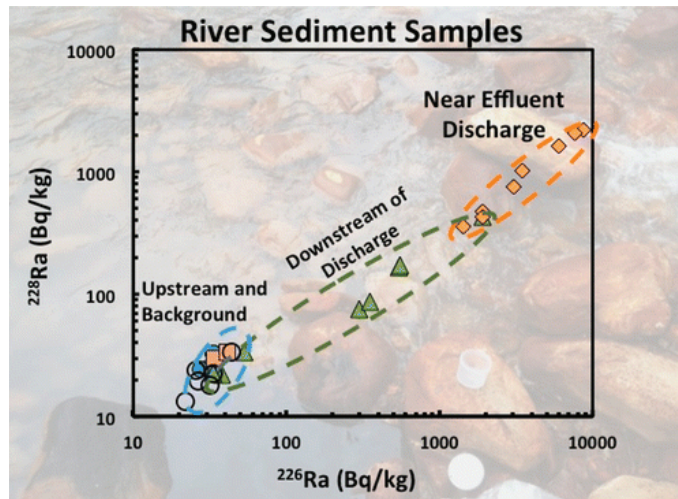 River Sediment Samples
10000
1000
100
10
10
100
1000
10000
²²⁸Ra (Bq/kg)
²²⁶Ra (Bq/kg)
Near Effluent
Discharge
Downstream of
Discharge
Upstream and
Background